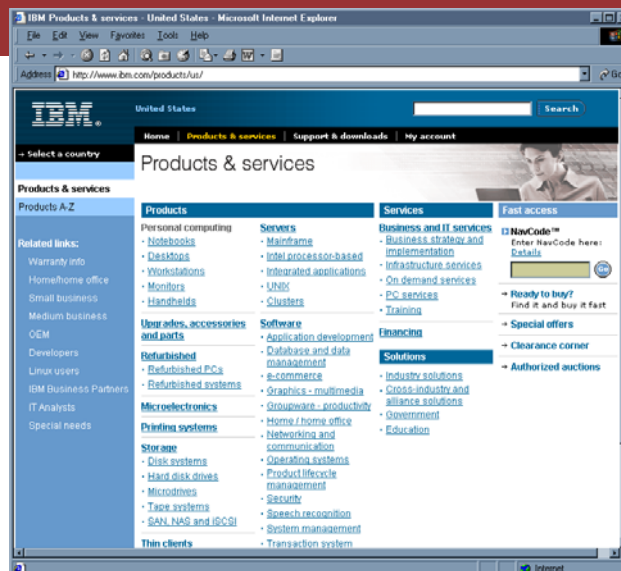 IBM Products & services - United States - Microsoft Internet Explorer
File Edit View Favorites Tools Help
Address http://www.ibm.com/products/us/
Go
IBM®
United States
Search
Home | Products & services | Support & downloads | My account
→ Select a country
Products & services
Products A-Z
Related links:
Warranty info
Home/home office
Small business
Medium business
OEM
Developers
Linux users
IBM Business Partners
IT Analysts
Special needs
Products & services
Products
Personal computing
· Notebooks
· Desktops
· Workstations
· Monitors
· Handhelds
Upgrades, accessories
and parts
Refurbished
· Refurbished PCs
· Refurbished systems
Microelectronics
Printing systems
Storage
· Disk systems
· Hard disk drives
· Microdrives
· Tape systems
· SAN, NAS and iSCSI
Thin clients
Servers
· Mainframe
· Intel processor-based
· Integrated applications
· UNIX
· Clusters
Software
· Application development
· Database and data
management
· e-commerce
· Graphics - multimedia
· Groupware - productivity
· Home / home office
· Networking and
communication
· Operating systems
· Product lifecycle
management
· Security
· Speech recognition
· System management
· Transaction system
Services
Business and IT services
· Business strategy and
implementation
· Infrastructure services
· On demand services
· PC services
· Training
Financing
Solutions
· Industry solutions
· Cross-industry and
alliance solutions
· Government
· Education
Fast access
NavCode™
Enter NavCode here:
Details
Go
→ Ready to buy?
Find it and buy it fast
→ Special offers
→ Clearance corner
→ Authorized auctions
Internet